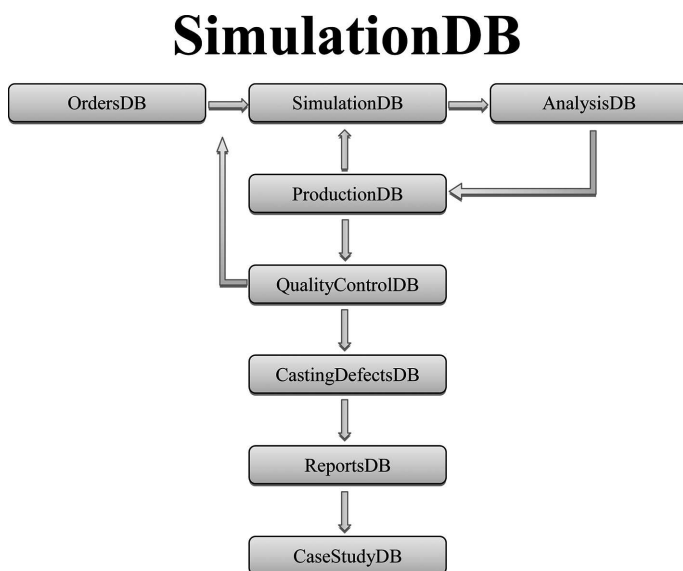 SimulationDB
OrdersDB
SimulationDB
AnalysisDB
ProductionDB
QualityControlDB
CastingDefectsDB
ReportsDB
CaseStudyDB